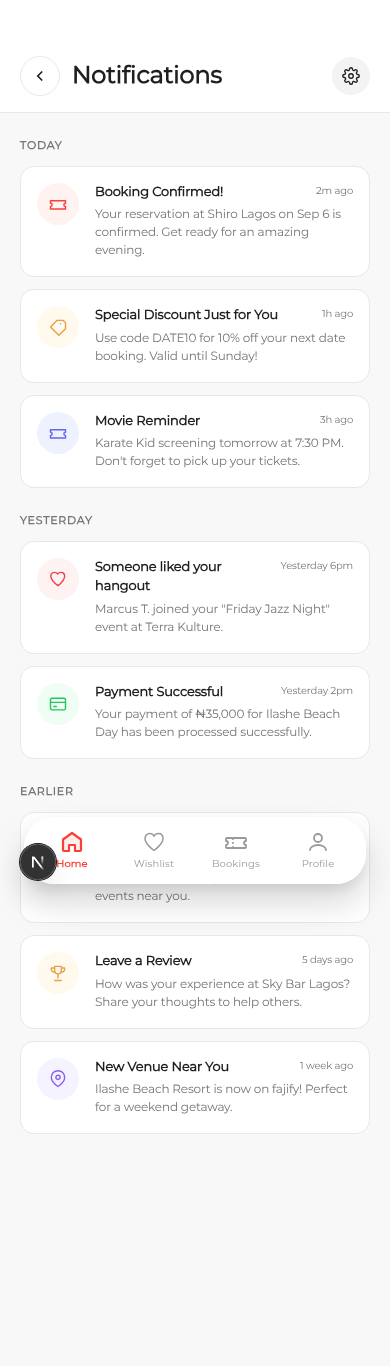 Notifications
TODAY
Booking Confirmed!
2m ago
Your reservation at Shiro Lagos on Sep 6 is
confirmed. Get ready for an amazing
evening.
Special Discount Just for You
1h ago
Use code DATE10 for 10% off your next date
booking. Valid until Sunday!
Movie Reminder
3h ago
Karate Kid screening tomorrow at 7:30 PM.
Don't forget to pick up your tickets.
YESTERDAY
Someone liked your
hangout
Yesterday 6pm
Marcus T. joined your "Friday Jazz Night"
event at Terra Kulture.
Payment Successful
Yesterday 2pm
Your payment of ₦35,000 for Ilashe Beach
Day has been processed successfully.
EARLIER
N
Home
Wishlist
Bookings
Profile
events near you.
Leave a Review
5 days ago
How was your experience at Sky Bar Lagos?
Share your thoughts to help others.
New Venue Near You
1 week ago
Ilashe Beach Resort is now on fajify! Perfect
for a weekend getaway.